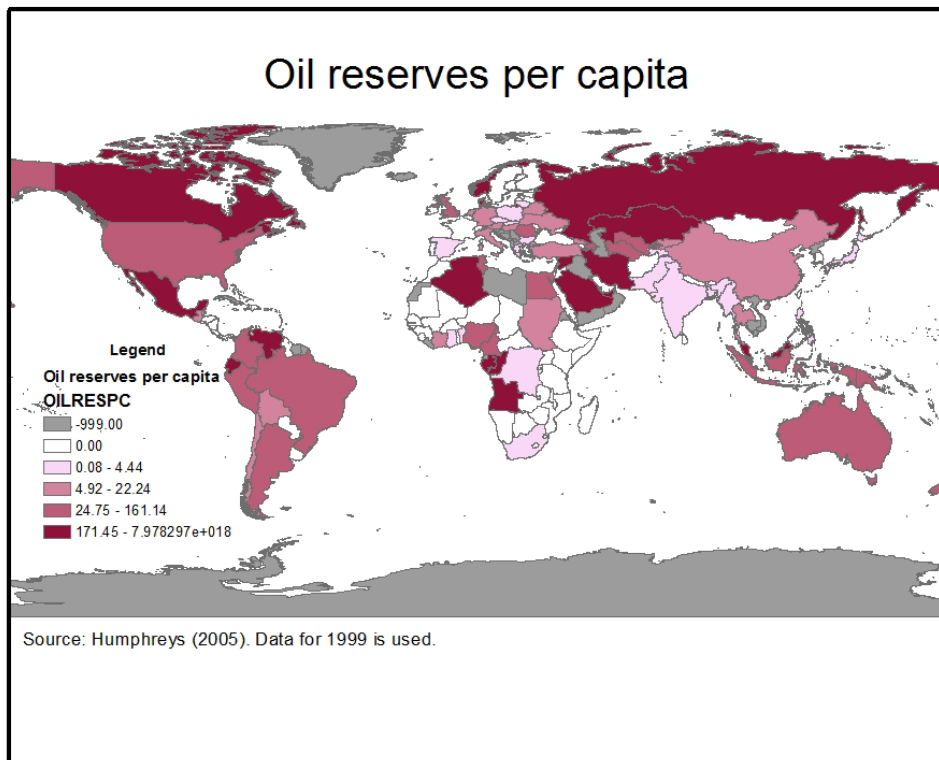 Oil reserves per capita
Legend
Oil reserves per capita
OILRESPC
-999.00
0.00
0.08 - 4.44
4.92 - 22.24
24.75 - 161.14
171.45 - 7.978297e+018
Source: Humphreys (2005). Data for 1999 is used.